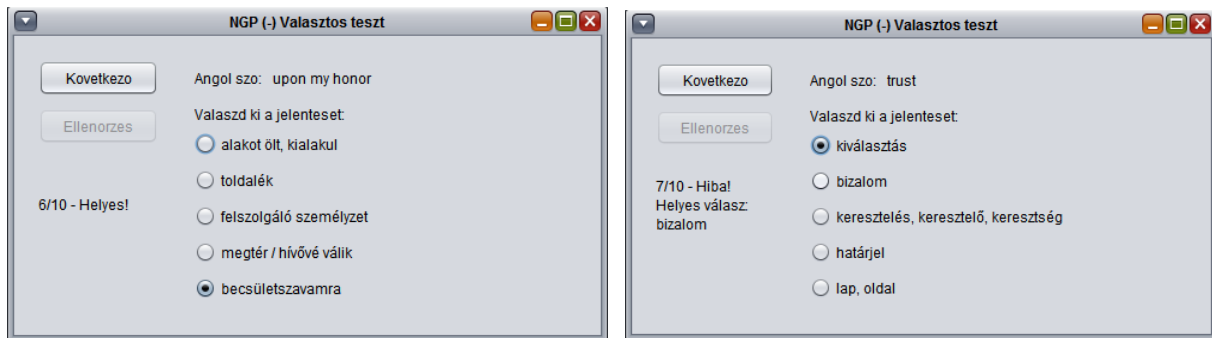 NGP (-) Valasztos teszt
Kovetkezo
Angol szo: upon my honor
Ellenorzes
Valaszd ki a jelenteset:
alakot ölt, kialakul
toldalék
6/10 - Helyes!
felszolgáló személyzet
megtér / hívővé válik
becsületszavamra
NGP (-) Valasztos teszt
Kovetkezo
Angol szo: trust
Ellenorzes
Valaszd ki a jelenteset:
kiválasztás
7/10 - Hiba!
Helyes válasz:
bizalom
bizalom
keresztelés, keresztelő, keresztség
határjel
lap, oldal